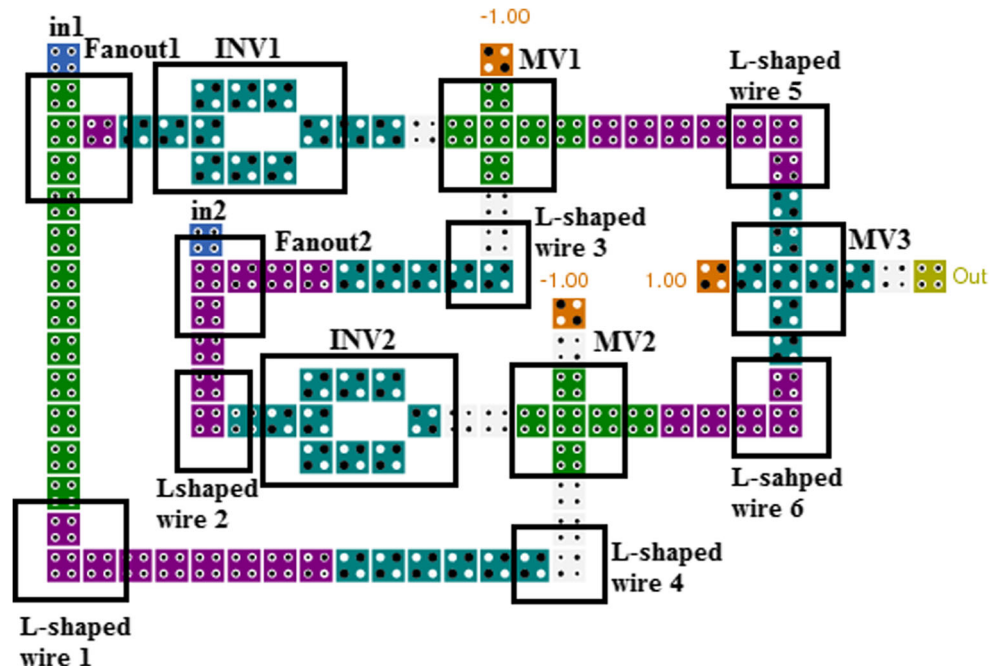 in1
Fanout1
INV1
-1.00
MV1
L-shaped
wire 5
in2
Fanout2
L-shaped
wire 3
MV3
-1.00
1.00
Out
INV2
MV2
Lshaped
wire 2
L-sahped
wire 6
L-shaped
wire 4
L-shaped
wire 1